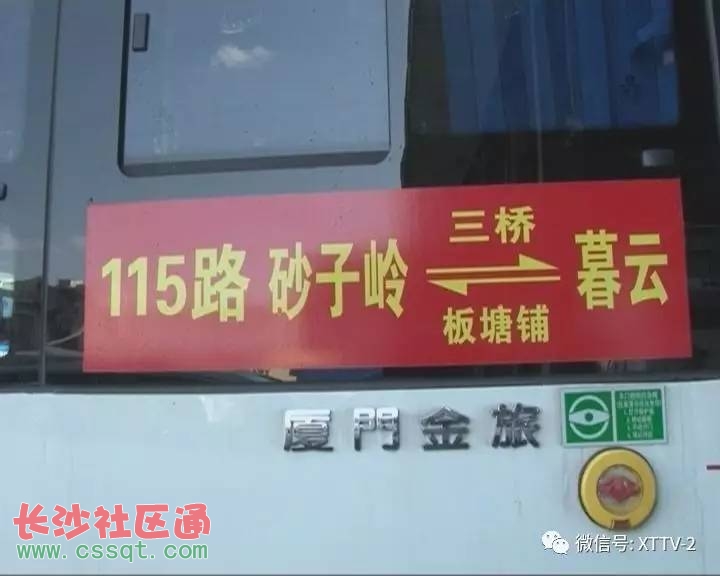 三桥
115路 砂子岭 暮云
板塘铺
厦門金旅
长沙社区通
www.cssqt.com
微信号: XTTV-2